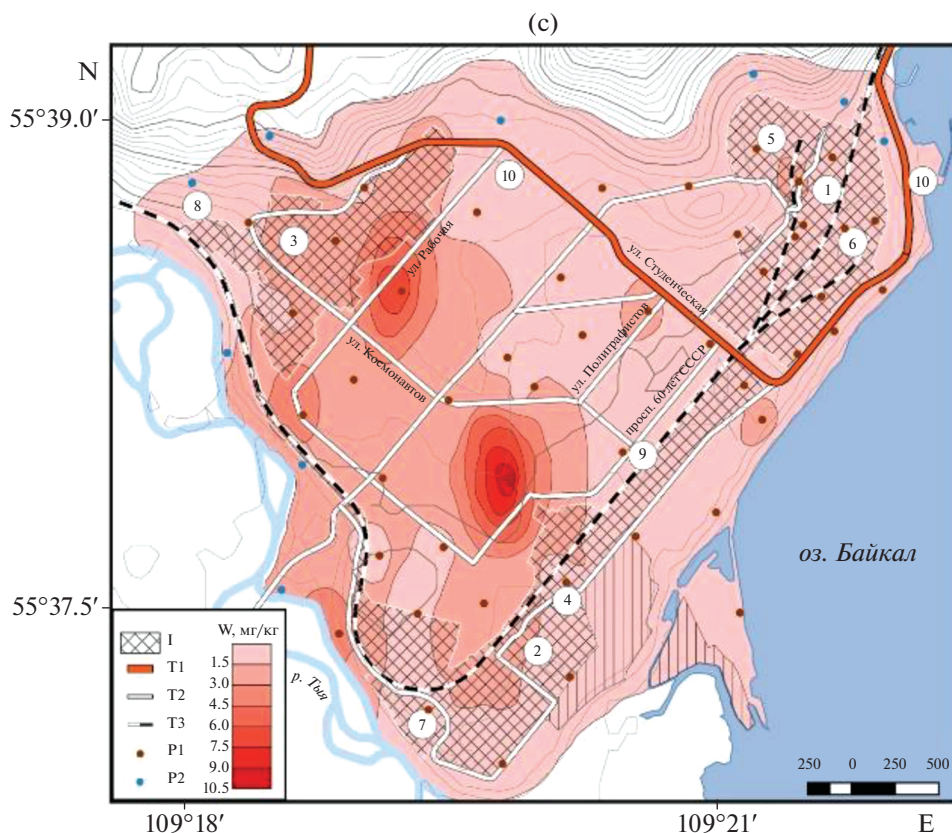 (c)
N
55°39.0′
5
10
10
1
8
3
6
ул. Рабочая
ул. Студенческая
ул. Полиграфистов
ул. Космонавтов
просп. 60-лет СССР
9
оз. Байкал
55°37.5′
4
2
р. Тыя
7
W, мг/кг
I
1.5
T1
3.0
T2
4.5
6.0
T3
7.5
P1
9.0
P2
10.5
250 0 250 500
109°18′
109°21′
E